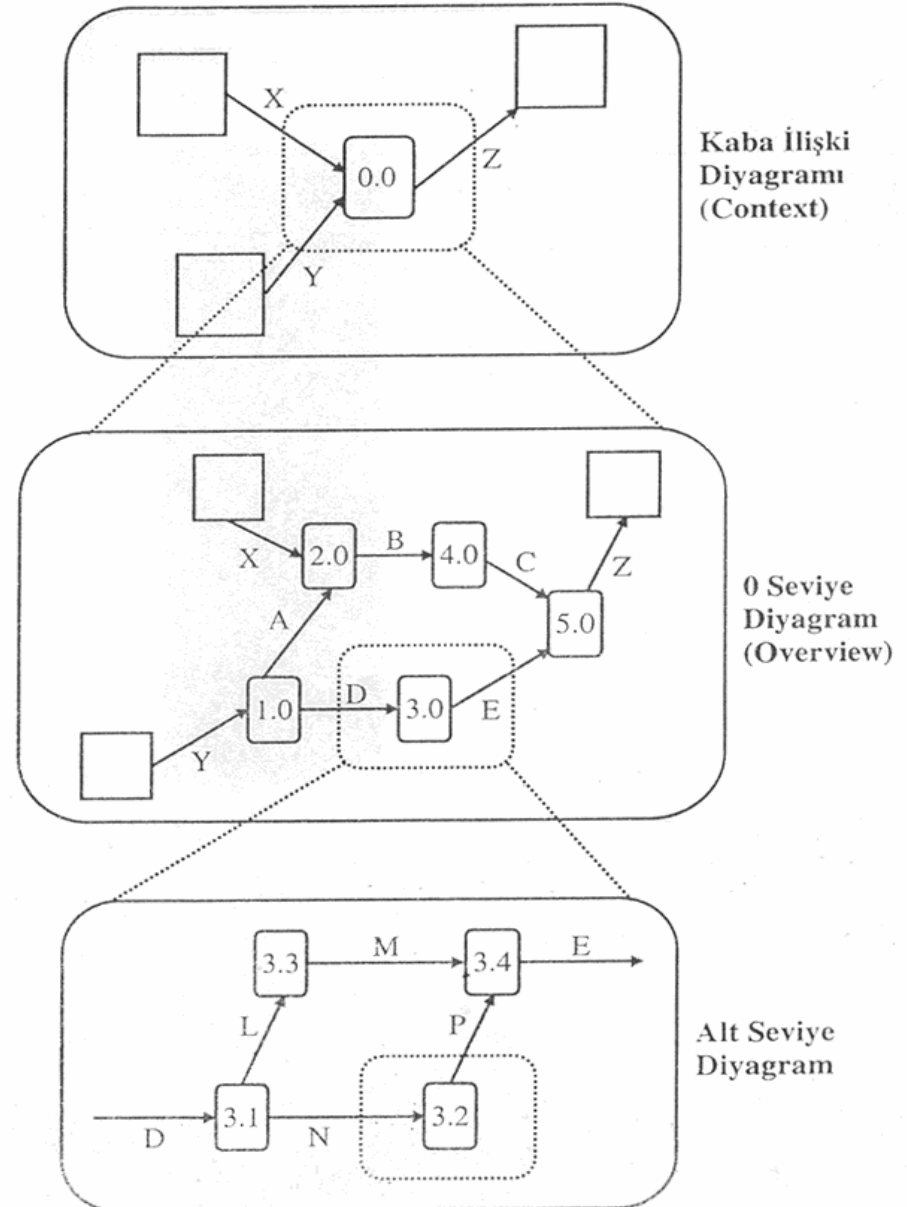 X
0.0
Z
Y
Kaba İlişki
Diyagramı
(Context)
X
2.0
B
4.0
C
Z
5.0
A
1.0
D
3.0
E
Y
0 Seviye
Diyagram
(Overview)
3.3
M
3.4
E
L
P
D
3.1
N
3.2
Alt Seviye
Diyagram